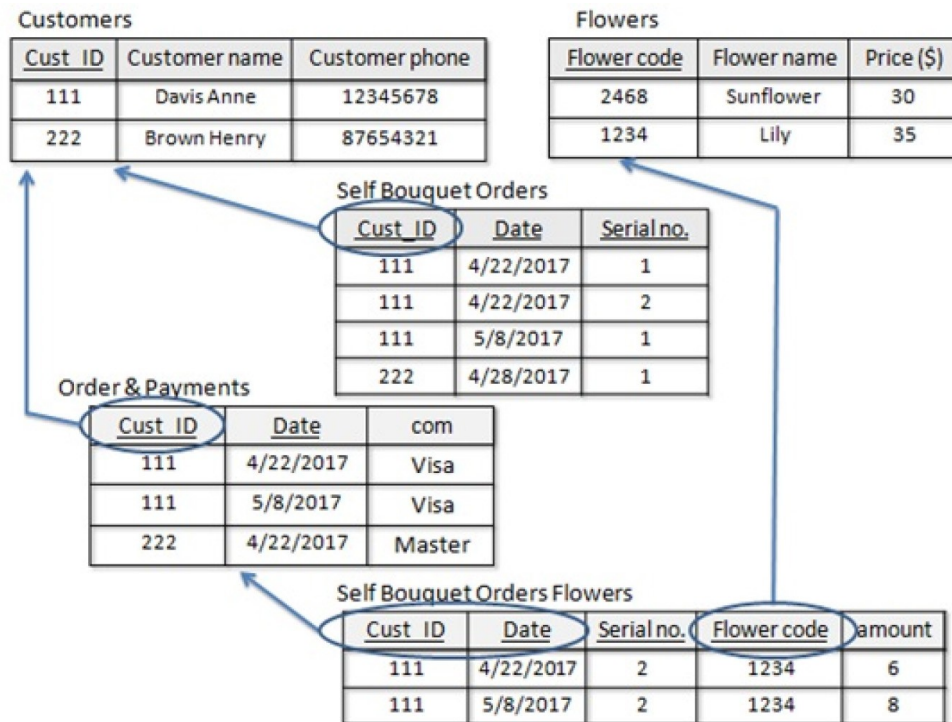 Customers
Cust_ID Customer name Customer phone
111 Davis Anne 12345678
222 Brown Henry 87654321
Flowers
Flower code Flower name Price ($)
2468 Sunflower 30
1234 Lily 35
Self Bouquet Orders
Cust_ID Date Serial no.
111 4/22/2017 1
111 4/22/2017 2
111 5/8/2017 1
222 4/28/2017 1
Order & Payments
Cust_ID Date com
111 4/22/2017 Visa
111 5/8/2017 Visa
222 4/22/2017 Master
Self Bouquet Orders Flowers
Cust_ID Date Serial no. Flower code amount
111 4/22/2017 2 1234 6
111 5/8/2017 2 1234 8